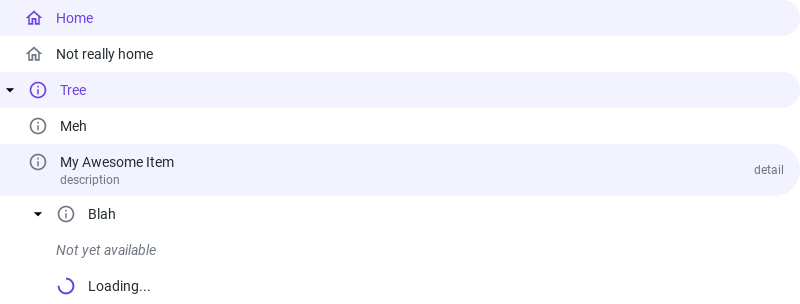 Home
Not really home
Tree
Meh
My Awesome Item
description
detail
Blah
Not yet available
Loading...